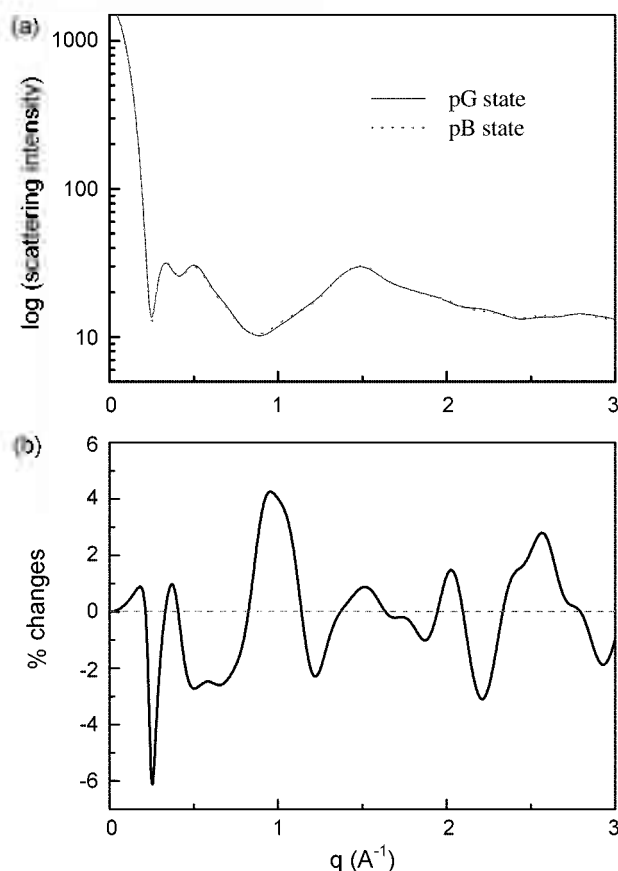 (a)
log (scattering intensity)
1000
100
10
pG state
pB state
0 1 2 3
(b)
% changes
6
4
2
0
-2
-4
-6
0 1 2 3
q (A⁻¹)